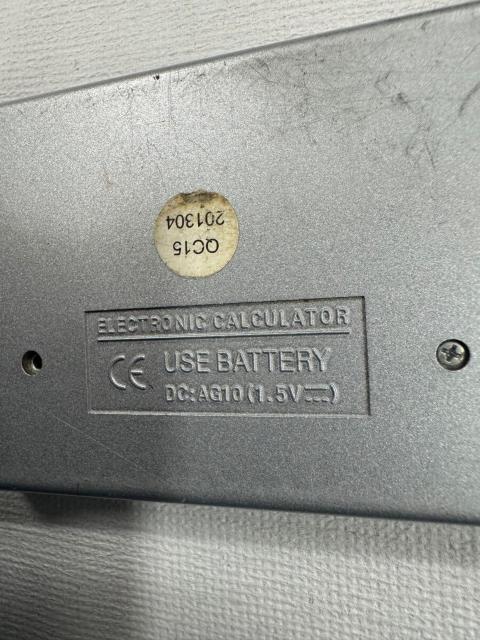 QC15
201304
ELECTRONIC CALCULATOR
CE USE BATTERY
DC:AG10(1.5V⎓)